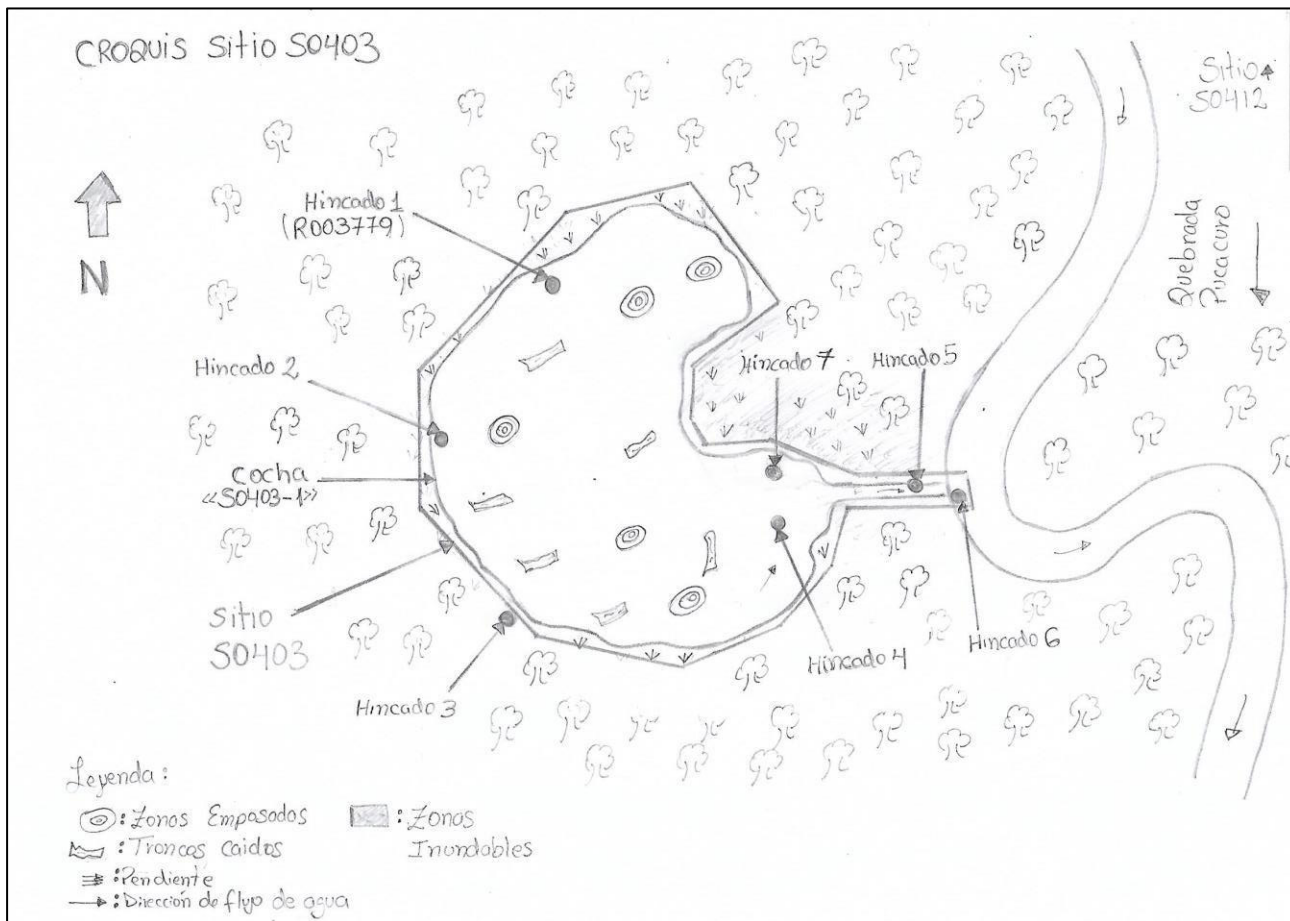 CROQUIS Sitio S0403
Sitio
S0412
N
Quebrada
Pucacuro
Hincado 1
(R003779)
Hincado 2
Hincado 7
Hincado 5
Cocha
«S0403-1»
Sitio
S0403
Hincado 3
Hincado 4
Hincado 6
Leyenda:
: Zonas Empasados
: Zonas
Inundables
: Troncos Caidos
: Pendiente
: Dirección de flujo de agua